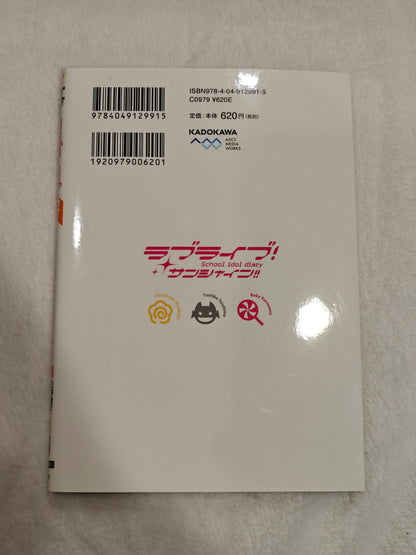 ISBN978-4-04-912991-5
C0979 ¥620E
9784049129915
定価：本体620円(税別)
KADOKAWA
ASCII
MEDIA
WORKS
1920979006201
ラブライブ!
School idol diary
サンシャイン!!
Hanamaru Kunikida
Yoshiko Tsushima
Ruby Kurosawa